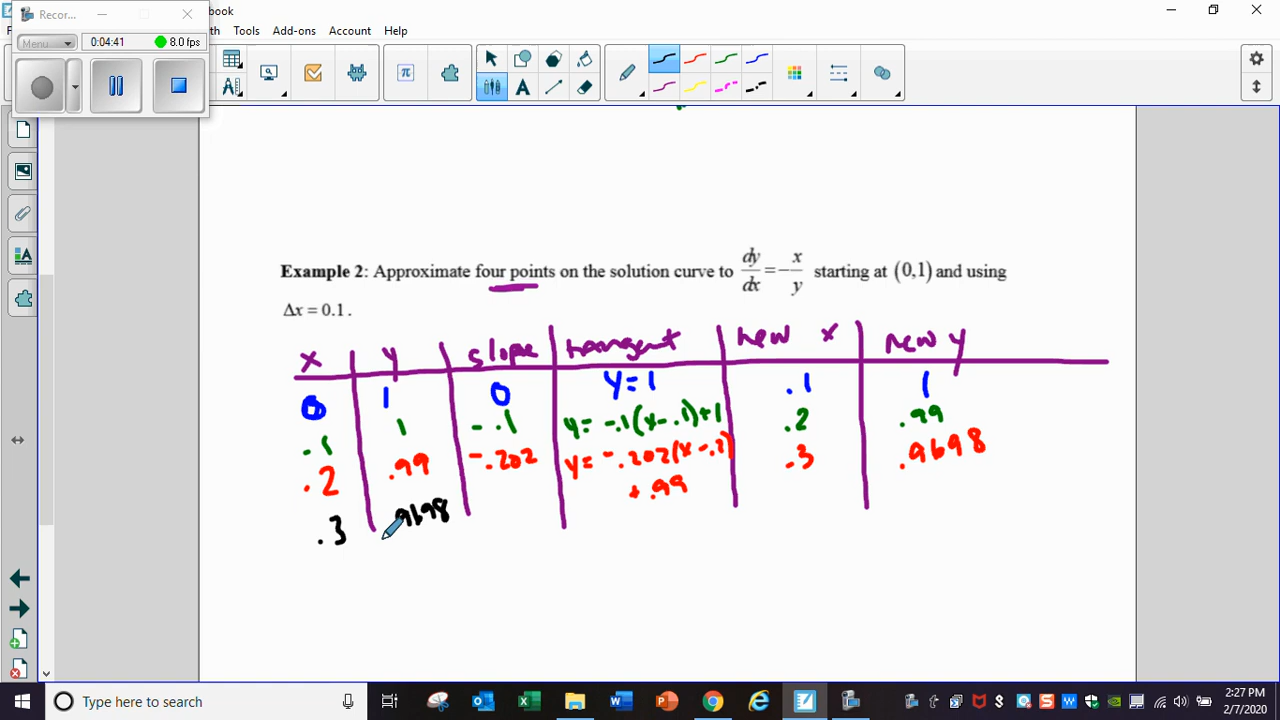 Recor...
book
Menu
0:04:41
8.0 fps
Tools Add-ons Account Help
Example 2: Approximate four points on the solution curve to dy/dx = -x/y starting at (0,1) and using
Δx = 0.1.
x y slope tangent new x new y
0 1 0 y=1 .1 1
.1 1 -.1 y= -.1(x-.1)+1 .2 .99
.2 .99 -.202 y= -.202(x-.2) .3 .9698
+.99
.3 .9698
Type here to search
2:27 PM
2/7/2020